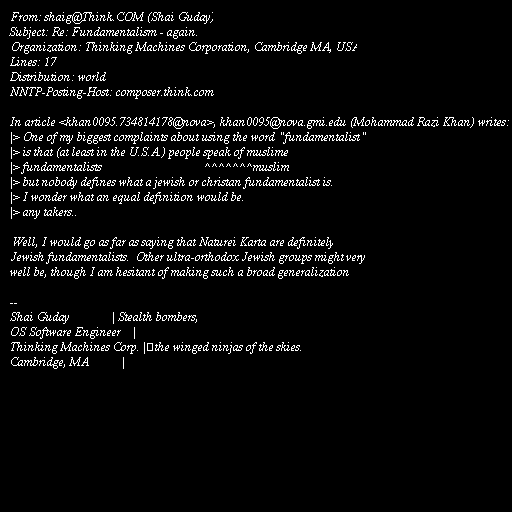 From: shaig@Think.COM (Shai Guday)
Subject: Re: Fundamentalism - again.
Organization: Thinking Machines Corporation, Cambridge MA, USA
Lines: 17
Distribution: world
NNTP-Posting-Host: composer.think.com

In article <khan0095.734814178@nova>, khan0095@nova.gmi.edu (Mohammad Razi Khan) writes:
|> One of my biggest complaints about using the word "fundamentalist"
|> is that (at least in the U.S.A.) people speak of muslime
|> fundamentalists ^^^^^^^muslim
|> but nobody defines what a jewish or christan fundamentalist is.
|> I wonder what an equal definition would be.
|> any takers..

Well, I would go as far as saying that Naturei Karta are definitely
Jewish fundamentalists. Other ultra-orthodox Jewish groups might very
well be, though I am hesitant of making such a broad generalization

--
Shai Guday | Stealth bombers,
OS Software Engineer |
Thinking Machines Corp. | the winged ninjas of the skies.
Cambridge, MA |